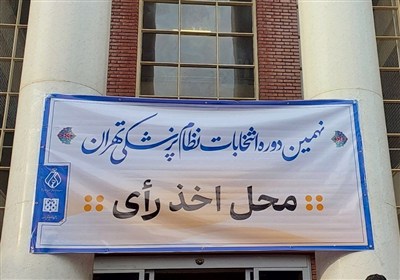 نهمین دوره انتخابات نظام پزشکی تهران
محل اخذ رأی